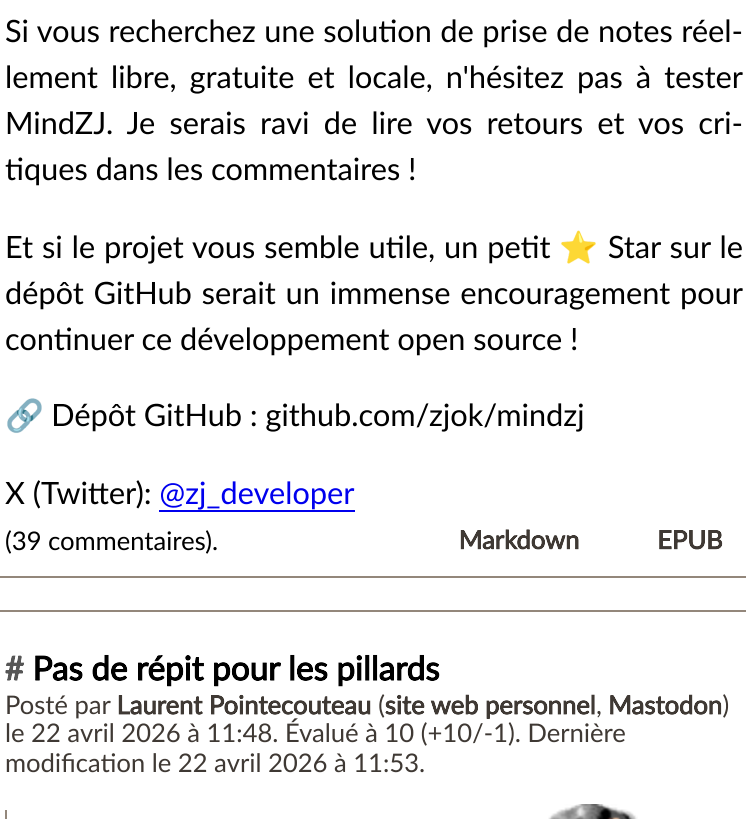 Si vous recherchez une solution de prise de notes réel-
lement libre, gratuite et locale, n'hésitez pas à tester
MindZJ. Je serais ravi de lire vos retours et vos cri-
tiques dans les commentaires !
Et si le projet vous semble utile, un petit ⭐ Star sur le
dépôt GitHub serait un immense encouragement pour
continuer ce développement open source !
🔗 Dépôt GitHub : github.com/zjok/mindzj
X (Twitter): @zj_developer
(39 commentaires). Markdown EPUB
# Pas de répit pour les pillards
Posté par Laurent Pointecouteau (site web personnel, Mastodon)
le 22 avril 2026 à 11:48. Évalué à 10 (+10/-1). Dernière
modification le 22 avril 2026 à 11:53.